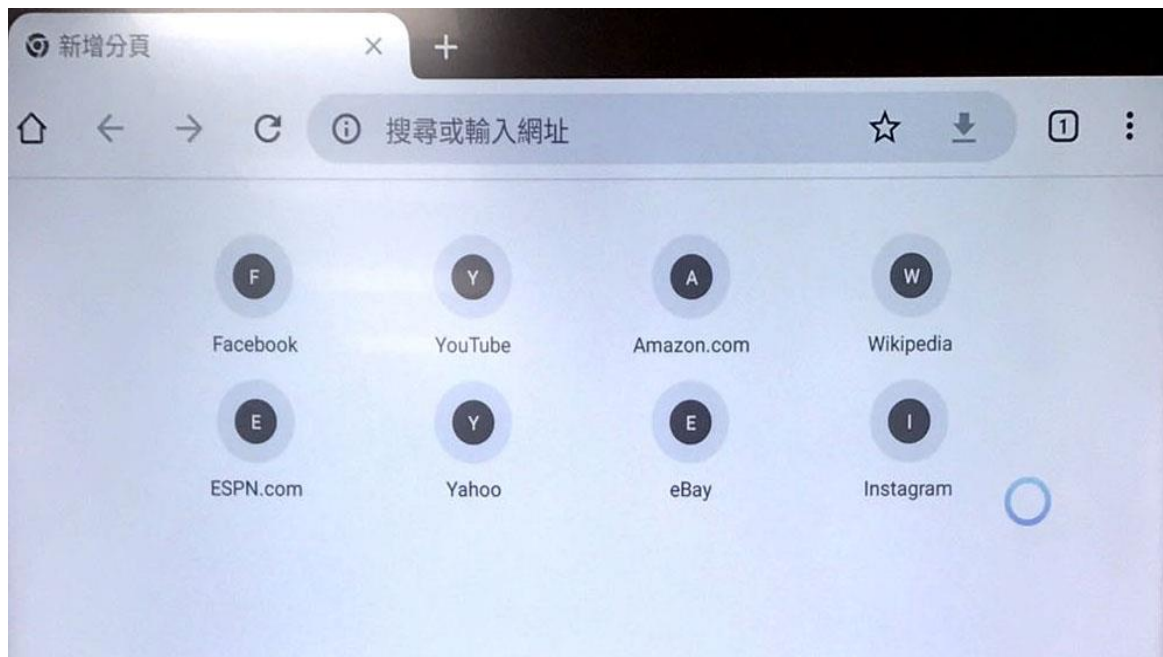 新增分頁
搜尋或輸入網址
1
F Y A W
Facebook YouTube Amazon.com Wikipedia
E Y E I
ESPN.com Yahoo eBay Instagram